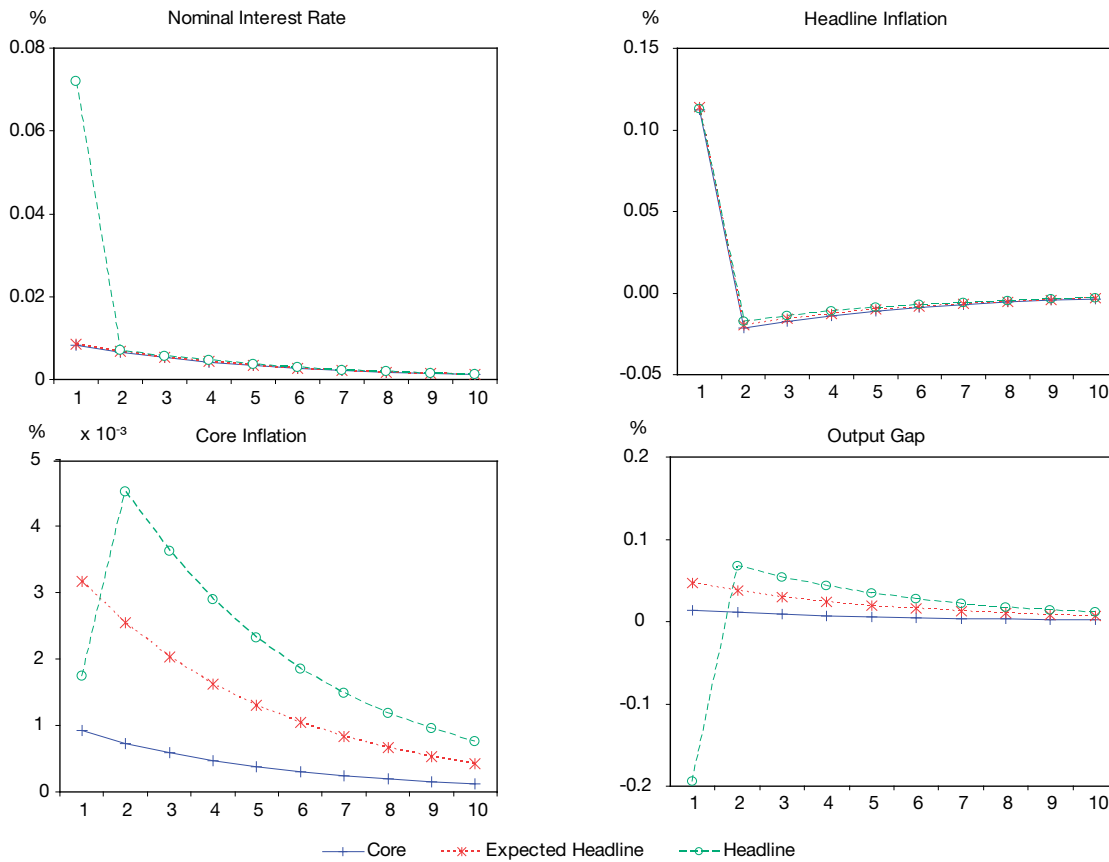 Nominal Interest Rate
%
0.08
0.06
0.04
0.02
0
1 2 3 4 5 6 7 8 9 10
Headline Inflation
%
0.15
0.10
0.05
0.00
-0.05
1 2 3 4 5 6 7 8 9 10
Core Inflation
% x 10-³
5
4
3
2
1
0
1 2 3 4 5 6 7 8 9 10
Output Gap
%
0.2
0.1
0
-0.1
-0.2
1 2 3 4 5 6 7 8 9 10
Core Expected Headline Headline